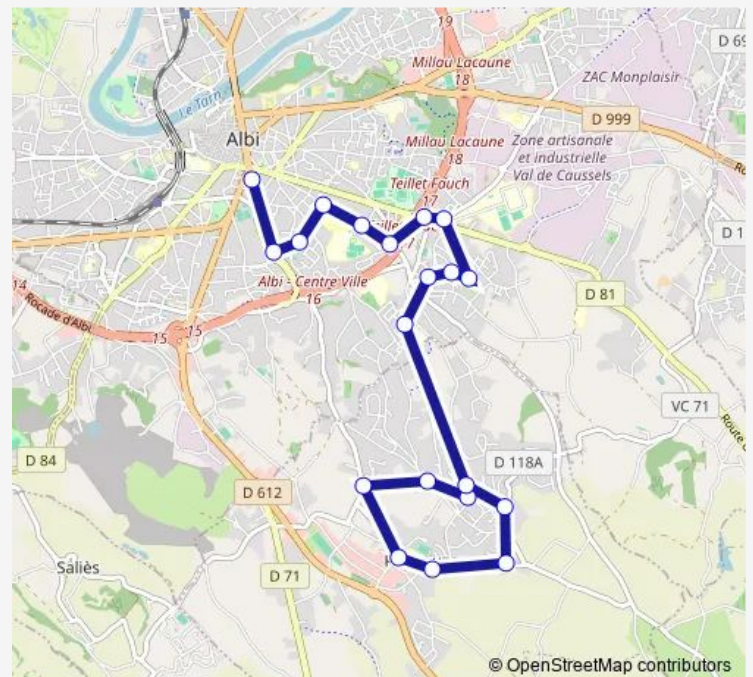 19
D 69
Millau Lacaune
18
ZAC Monplaisir
Le Tarn
D 999
Albi
Millau Lacaune
18
Zone artisanale
et industrielle
Val de Caussels
Teillet Fauch
17
D 1
Albi - Centre Ville
16
14
D 81
Rocade d'Albi
15
15
VC 71
D 84
D 118A
D 612
Saliès
D 71
© OpenStreetMap contributors